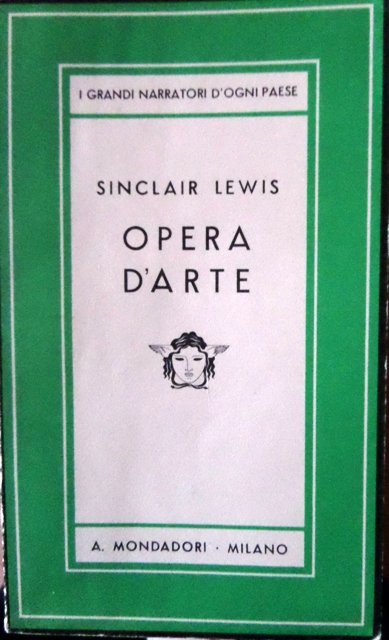 I GRANDI NARRATORI D'OGNI PAESE
SINCLAIR LEWIS
OPERA
D'ARTE
A. MONDADORI · MILANO